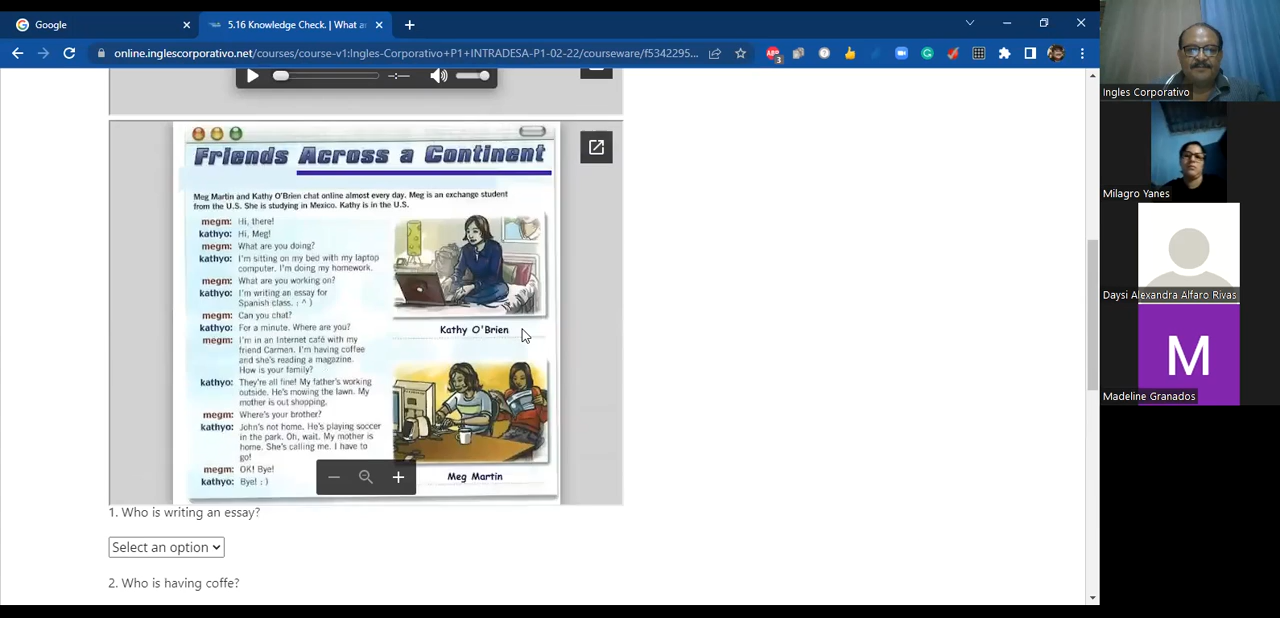 Google
5.16 Knowledge Check. | What ar
online.inglescorporativo.net/courses/course-v1:Ingles-Corporativo+P1+INTRADESA-P1-02-22/courseware/f5342295...
3
Ingles Corporativo
Milagro Yanes
Daysi Alexandra Alfaro Rivas
M
Madeline Granados
Friends Across a Continent
Meg Martin and Kathy O'Brien chat online almost every day. Meg is an exchange student
from the U.S. She is studying in Mexico. Kathy is in the U.S.
megm: Hi, there!
kathyo: Hi, Meg!
megm: What are you doing?
kathyo: I'm sitting on my bed with my laptop
computer. I'm doing my homework.
megm: What are you working on?
kathyo: I'm writing an essay for
Spanish class. : ^ )
megm: Can you chat?
kathyo: For a minute. Where are you?
megm: I'm in an Internet café with my
friend Carmen. I'm having coffee
and she's reading a magazine.
How is your family?
kathyo: They're all fine! My father's working
outside. He's mowing the lawn. My
mother is out shopping.
megm: Where's your brother?
kathyo: John's not home. He's playing soccer
in the park. Oh, wait. My mother is
home. She's calling me. I have to
go!
megm: OK! Bye!
kathyo: Bye! : )
Kathy O'Brien
Meg Martin
1. Who is writing an essay?
Select an option
2. Who is having coffe?